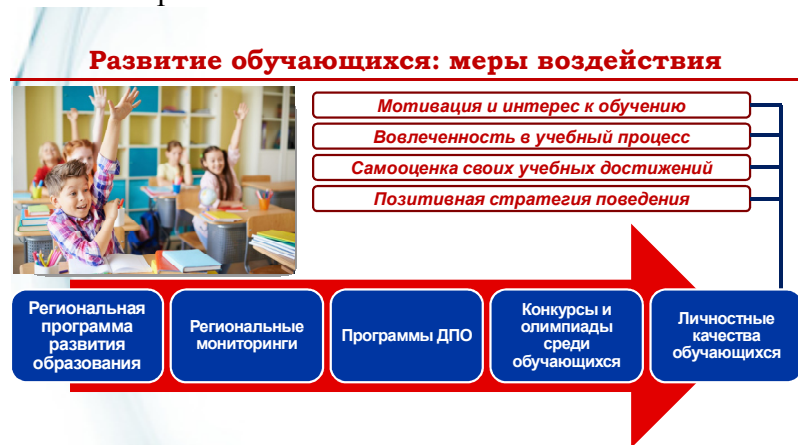 Развитие обучающихся: меры воздействия
Мотивация и интерес к обучению
Вовлеченность в учебный процесс
Самооценка своих учебных достижений
Позитивная стратегия поведения
Региональная
программа
развития
образования
Региональные
мониторинги
Программы ДПО
Конкурсы и
олимпиады
среди
обучающихся
Личностные
качества
обучающихся